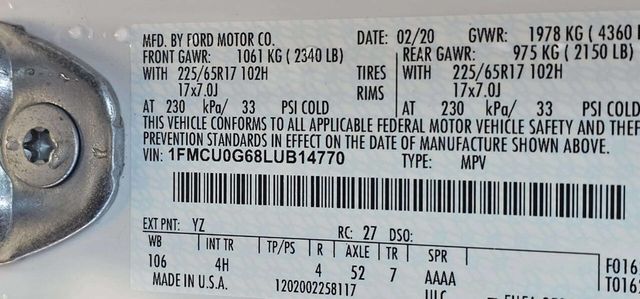 MFD. BY FORD MOTOR CO. DATE: 02/20 GVWR: 1978 KG ( 4360
FRONT GAWR: 1061 KG ( 2340 LB) REAR GAWR: 975 KG ( 2150 LB)
WITH 225/65R17 102H TIRES WITH 225/65R17 102H
17x7.0J RIMS 17x7.0J
AT 230 kPa/ 33 PSI COLD AT 230 kPa/ 33 PSI COLD
THIS VEHICLE CONFORMS TO ALL APPLICABLE FEDERAL MOTOR VEHICLE SAFETY AND THEF
PREVENTION STANDARDS IN EFFECT ON THE DATE OF MANUFACTURE SHOWN ABOVE.
VIN: 1FMCU0G68LUB14770 TYPE: MPV
EXT PNT: YZ RC: 27 DSO:
WB INT TR TP/PS R AXLE TR SPR
106 4H 4 52 7 AAAA
F016
T016
MADE IN U.S.A. 1202002258117 ULC